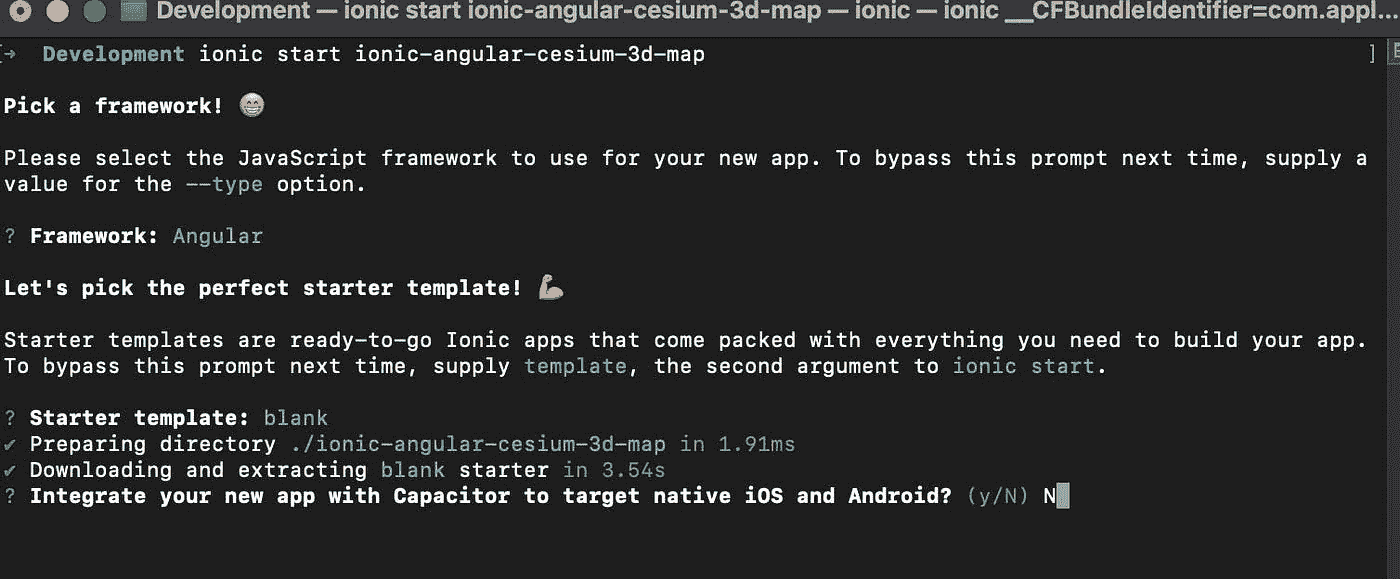 Development — ionic start ionic-angular-cesium-3d-map — ionic — ionic __CFBundleIdentifier=com.appl...
→ Development ionic start ionic-angular-cesium-3d-map ]
Pick a framework! 😁
Please select the JavaScript framework to use for your new app. To bypass this prompt next time, supply a
value for the --type option.
? Framework: Angular
Let's pick the perfect starter template! 💪
Starter templates are ready-to-go Ionic apps that come packed with everything you need to build your app.
To bypass this prompt next time, supply template, the second argument to ionic start.
? Starter template: blank
✔ Preparing directory ./ionic-angular-cesium-3d-map in 1.91ms
✔ Downloading and extracting blank starter in 3.54s
? Integrate your new app with Capacitor to target native iOS and Android? (y/N) N